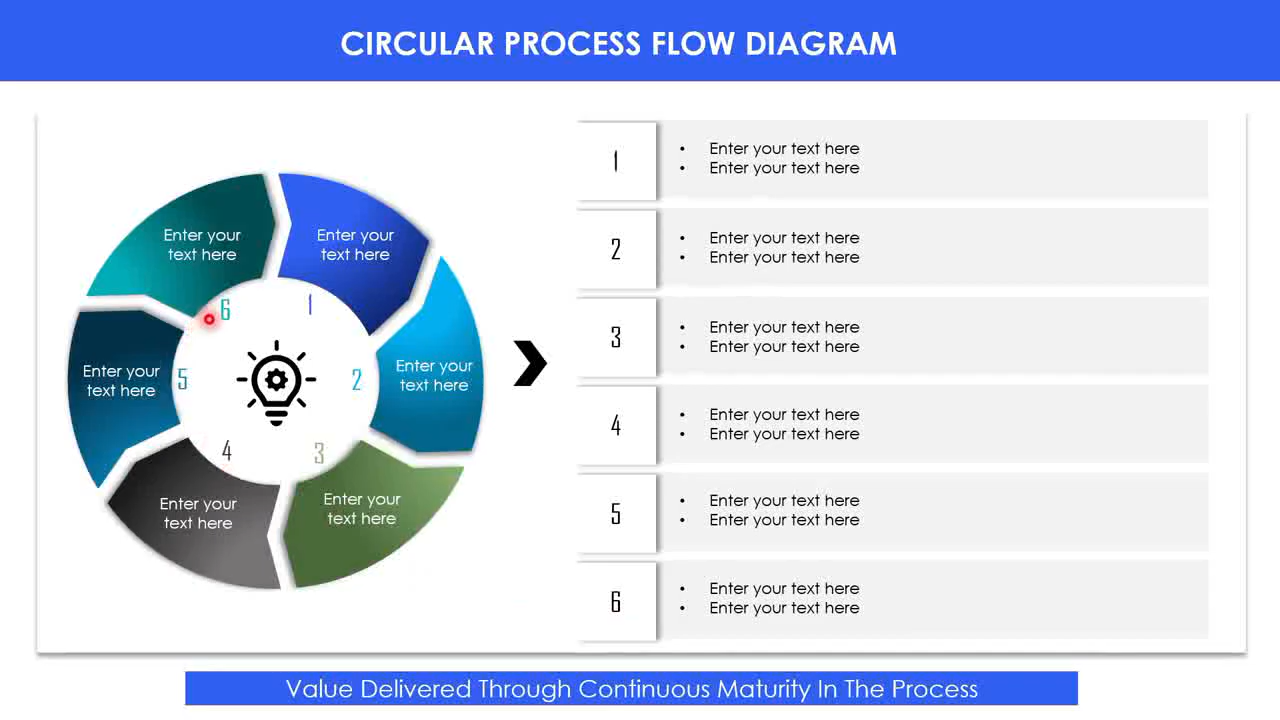 CIRCULAR PROCESS FLOW DIAGRAM
Enter your
text here
6
Enter your
text here
1
Enter your
text here
5
Enter your
text here
2
Enter your
text here
4
Enter your
text here
3
1
• Enter your text here
• Enter your text here
2
• Enter your text here
• Enter your text here
3
• Enter your text here
• Enter your text here
4
• Enter your text here
• Enter your text here
5
• Enter your text here
• Enter your text here
6
• Enter your text here
• Enter your text here
Value Delivered Through Continuous Maturity In The Process